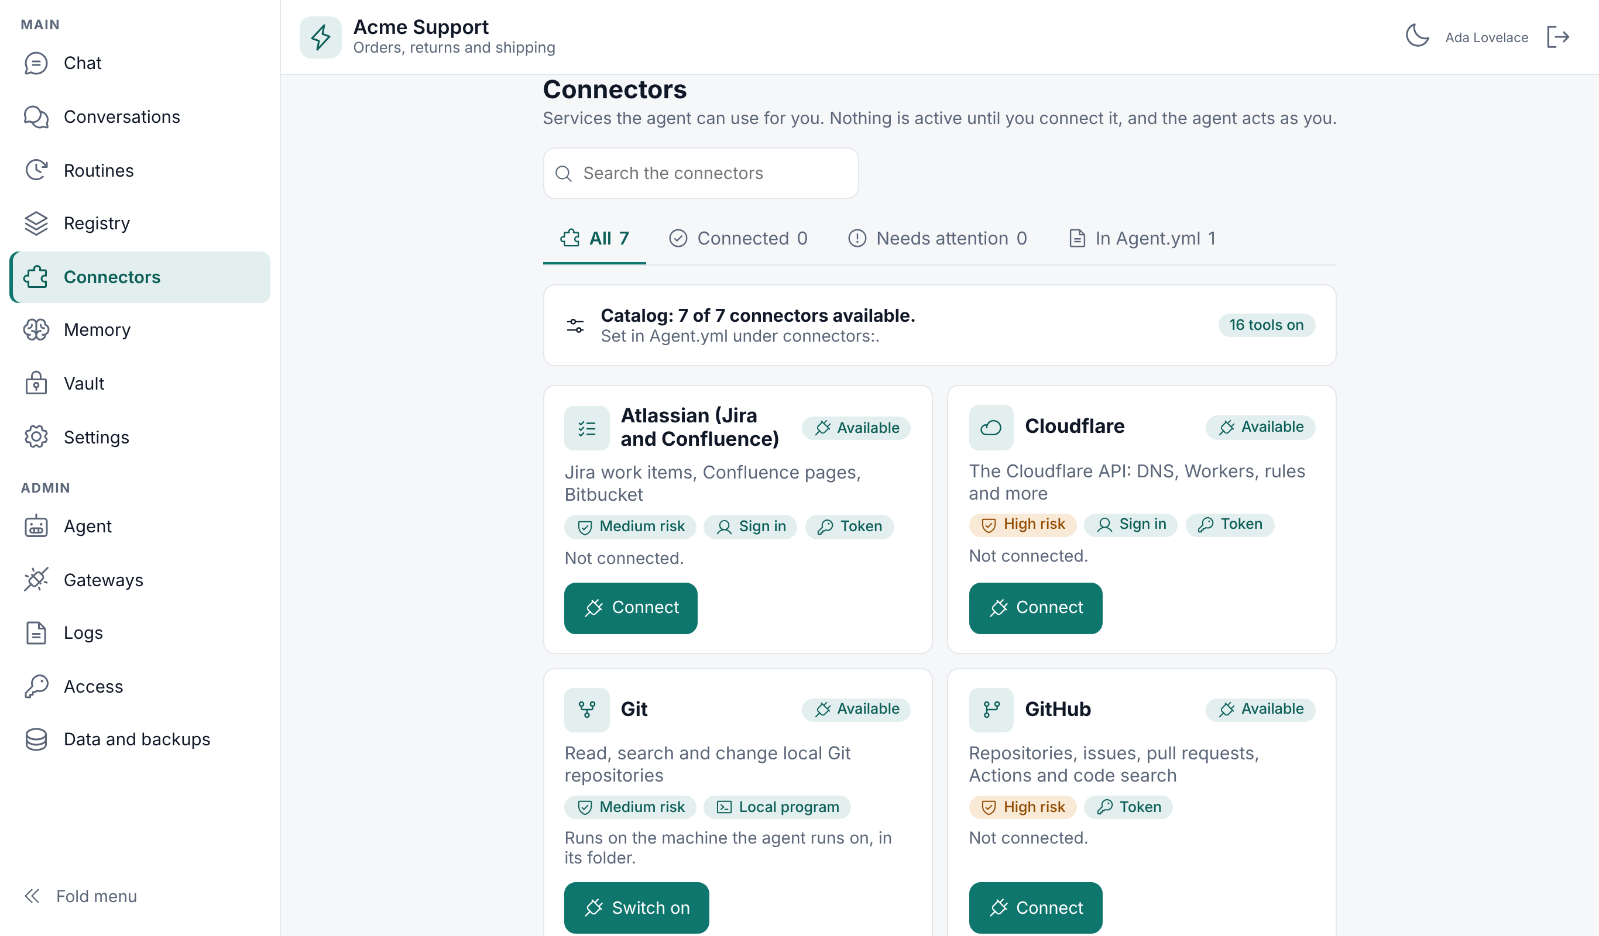 MAIN
Chat
Conversations
Routines
Registry
Connectors
Memory
Vault
Settings
ADMIN
Agent
Gateways
Logs
Access
Data and backups
Fold menu
Acme Support
Orders, returns and shipping
Ada Lovelace
Connectors
Services the agent can use for you. Nothing is active until you connect it, and the agent acts as you.
Search the connectors
All 7
Connected 0
Needs attention 0
In Agent.yml 1
Catalog: 7 of 7 connectors available.
Set in Agent.yml under connectors:.
16 tools on
Atlassian (Jira
and Confluence)
Available
Jira work items, Confluence pages,
Bitbucket
Medium risk
Sign in
Token
Not connected.
Connect
Cloudflare
Available
The Cloudflare API: DNS, Workers, rules
and more
High risk
Sign in
Token
Not connected.
Connect
Git
Available
Read, search and change local Git
repositories
Medium risk
Local program
Runs on the machine the agent runs on, in
its folder.
Switch on
GitHub
Available
Repositories, issues, pull requests,
Actions and code search
High risk
Token
Not connected.
Connect